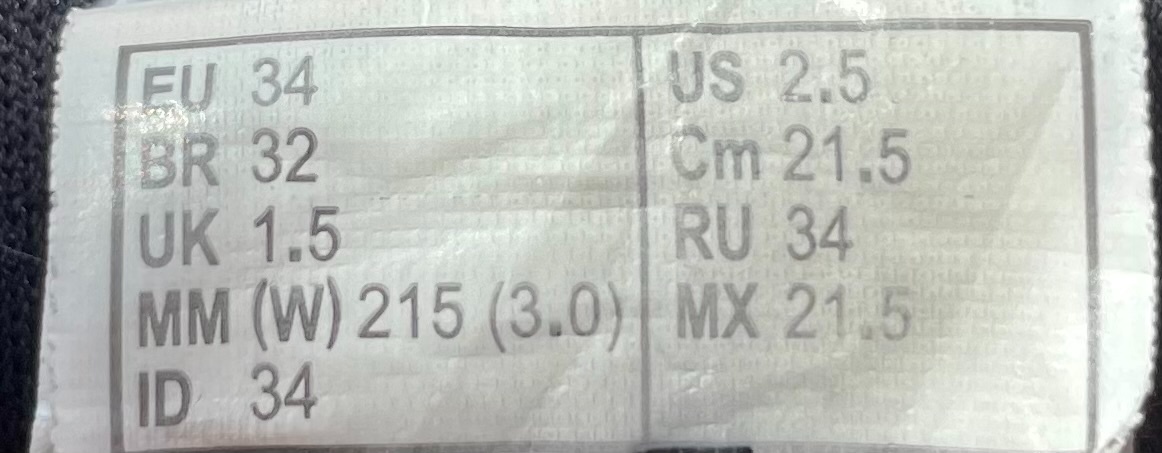 EU 34
BR 32
UK 1.5
MM (W) 215 (3.0)
ID 34
US 2.5
Cm 21.5
RU 34
MX 21.5